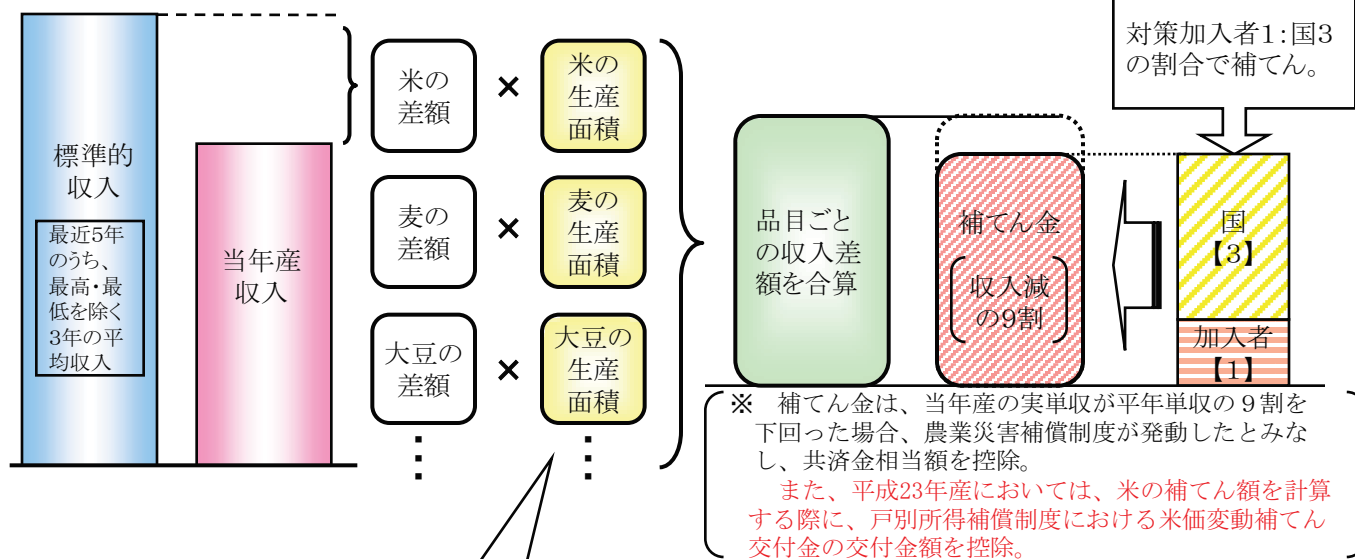 標準的
収入
最近5年
のうち、
最高・最
低を除く
3年の平
均収入
当年産
収入
米の
差額
×
米の
生産
面積
麦の
差額
×
麦の
生産
面積
大豆の
差額
×
大豆の
生産
面積
品目ごと
の収入差
額を合算
補てん金
収入減
の9割
対策加入者1:国3
の割合で補てん。
国
【3】
加入者
【1】
※　補てん金は、当年産の実単収が平年単収の９割を
下回った場合、農業災害補償制度が発動したとみな
し、共済金相当額を控除。
また、平成23年産においては、米の補てん額を計算
する際に、戸別所得補償制度における米価変動補てん
交付金の交付金額を控除。